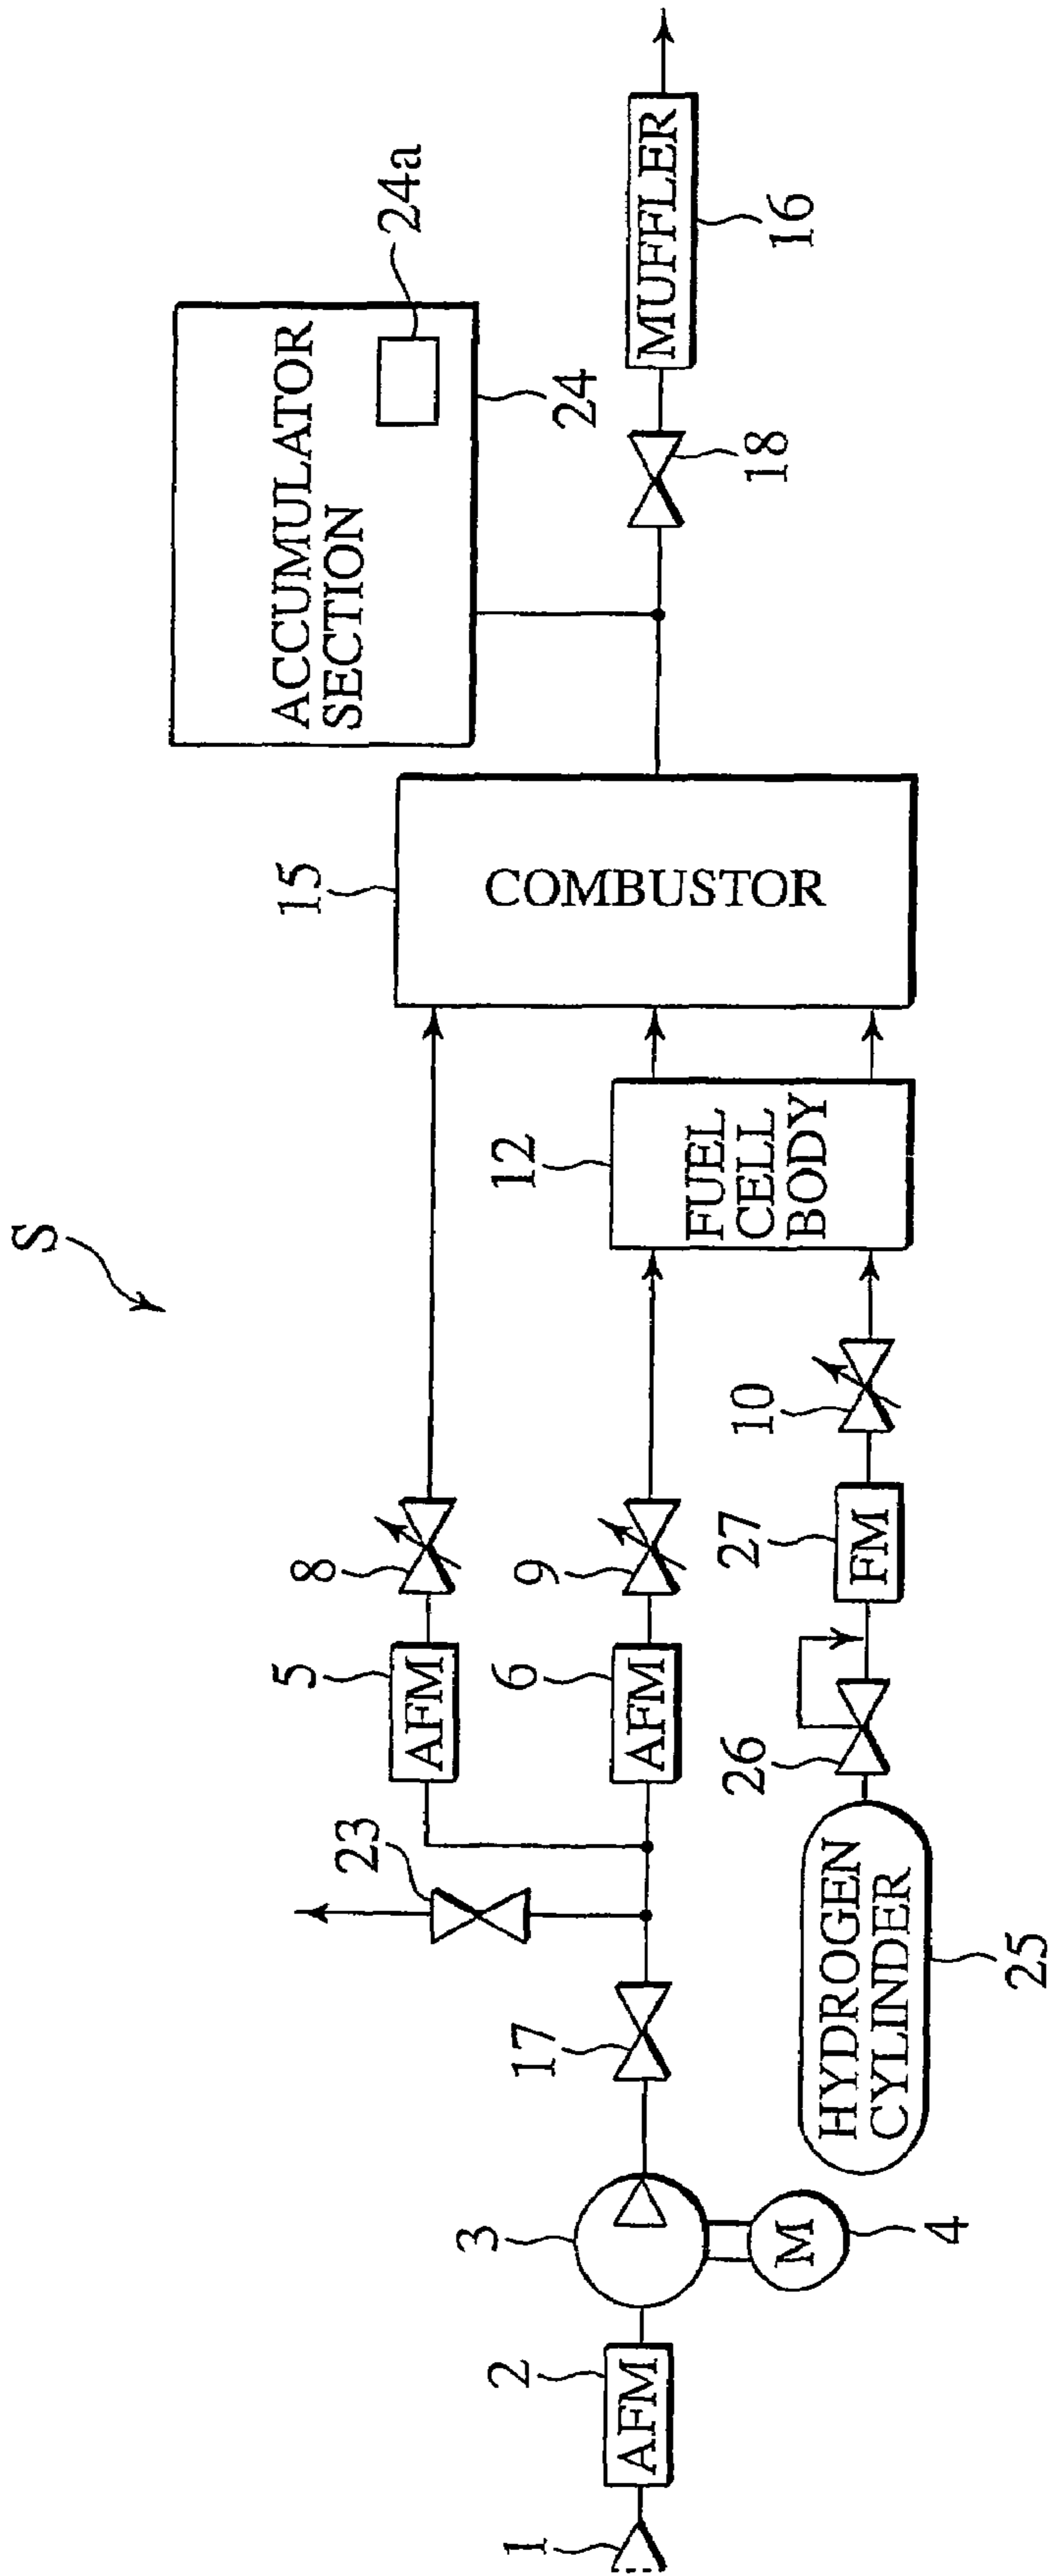 S
ACCUMULATOR
SECTION
24a
24
15
COMBUSTOR
MUFFLER
16
18
12
FUEL
CELL
BODY
5
AFM
8
23
1
2
AFM
3
M
4
17
6
AFM
9
HYDROGEN
CYLINDER
25
26
27
FM
10